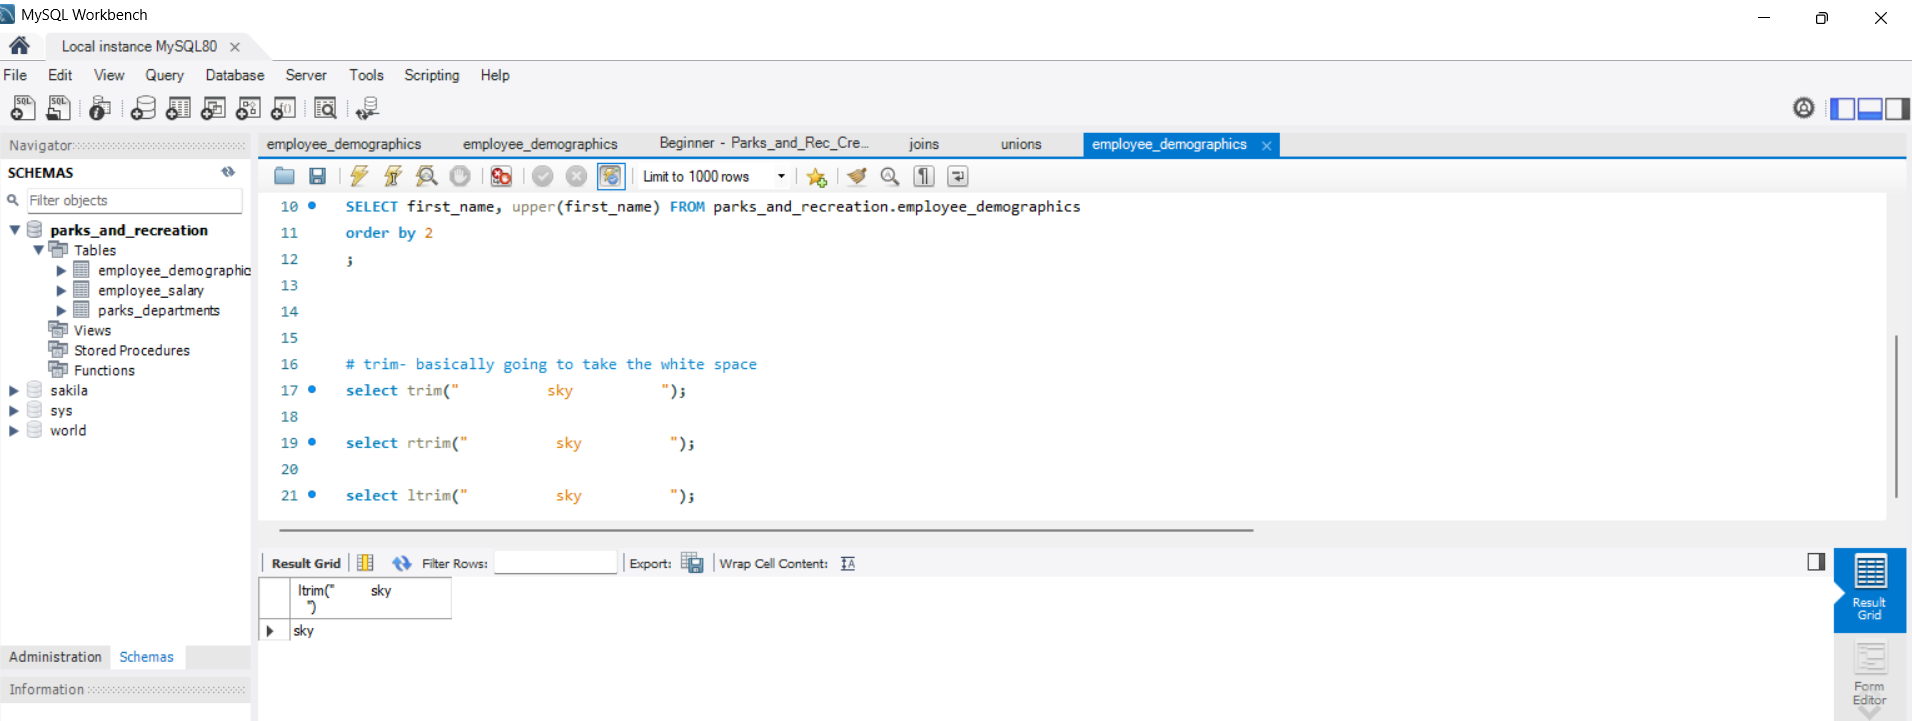 MySQL Workbench
Local instance MySQL80
File Edit View Query Database Server Tools Scripting Help
Navigator
SCHEMAS
Filter objects
parks_and_recreation
Tables
employee_demographic
employee_salary
parks_departments
Views
Stored Procedures
Functions
sakila
sys
world
Administration Schemas
Information
employee_demographics employee_demographics Beginner - Parks_and_Rec_Cre... joins unions employee_demographics
Limit to 1000 rows
10 SELECT first_name, upper(first_name) FROM parks_and_recreation.employee_demographics
11 order by 2
12 ;
13
14
15
16 # trim- basically going to take the white space
17 select trim("          sky          ");
18
19 select rtrim("          sky          ");
20
21 select ltrim("          sky          ");
Result Grid Filter Rows: Export: Wrap Cell Content:
ltrim("          sky
")
sky
Result
Grid
Form
Editor